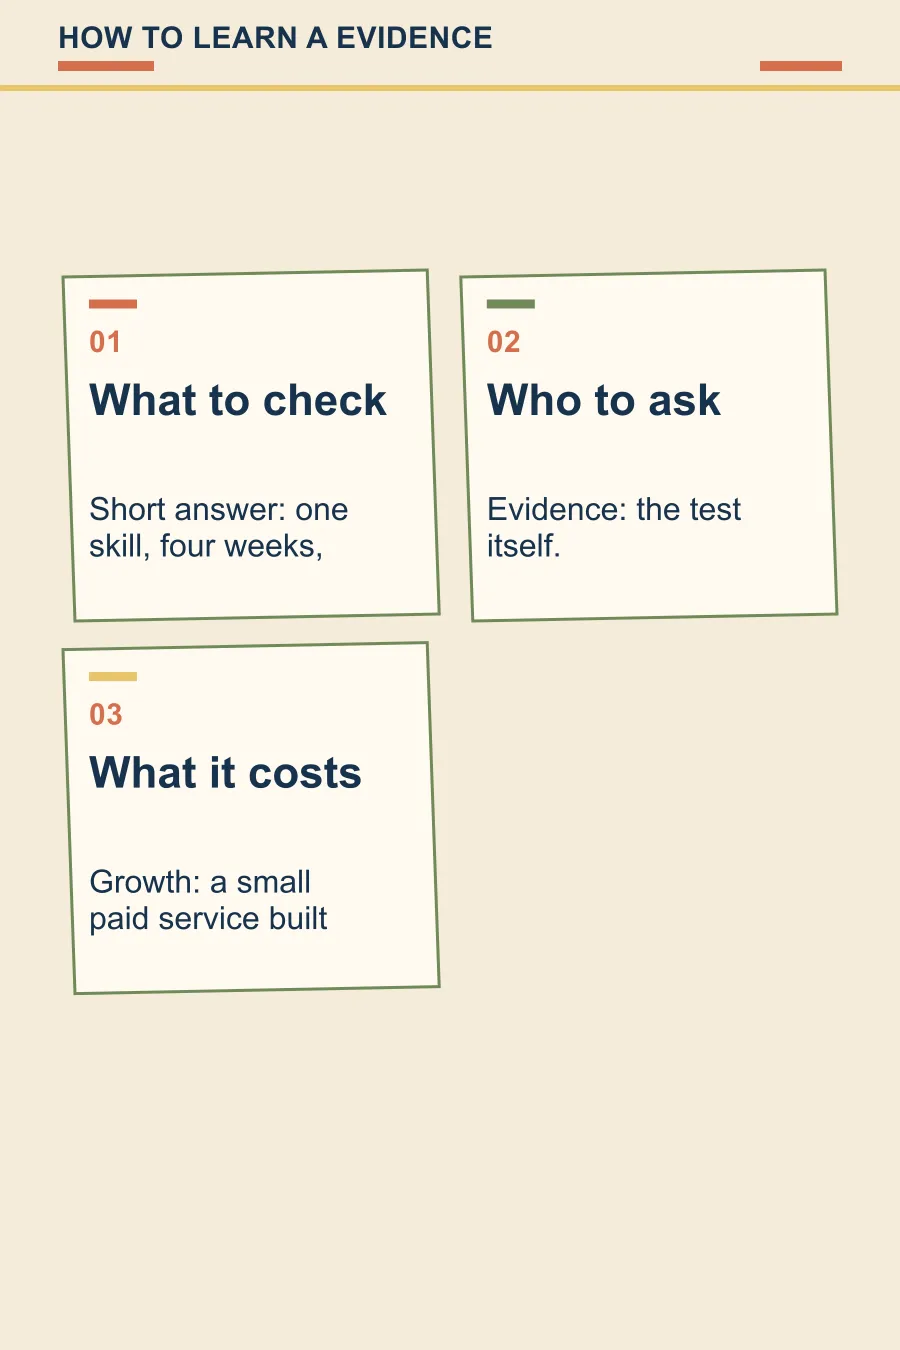 HOW TO LEARN A EVIDENCE
01
What to check
Short answer: one
skill, four weeks,
02
Who to ask
Evidence: the test
itself.
03
What it costs
Growth: a small
paid service built